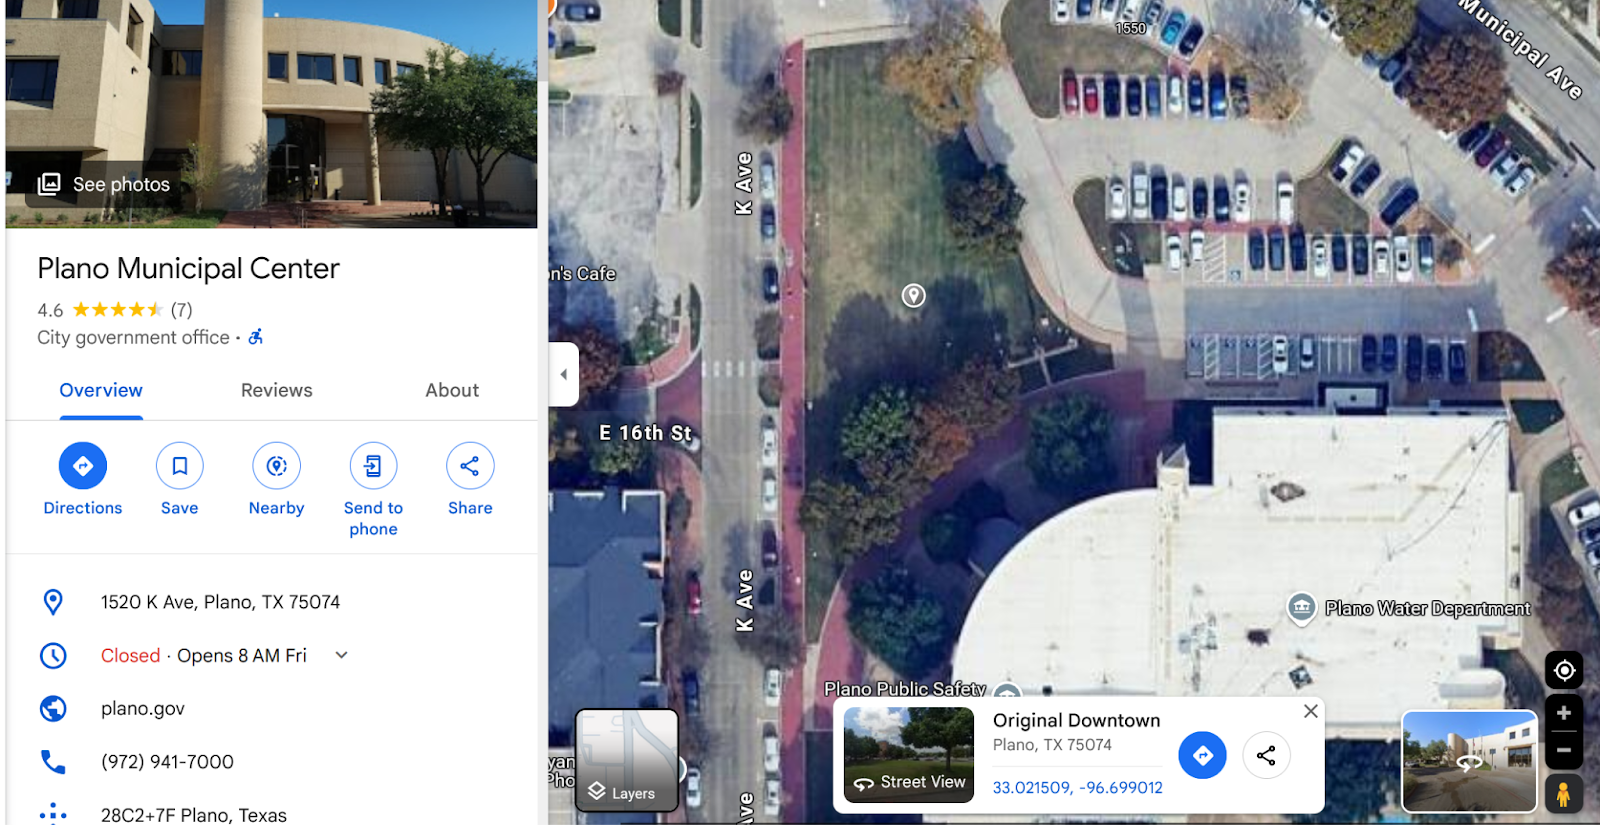 See photos
Plano Municipal Center
4.6 (7)
City government office ·
Overview
Reviews
About
Directions
Save
Nearby
Send to
phone
Share
1520 K Ave, Plano, TX 75074
Closed · Opens 8 AM Fri
plano.gov
(972) 941-7000
28C2+7F Plano, Texas
1550
Municipal Ave
K Ave
on's Cafe
E 16th St
K Ave
Plano Water Department
Plano Public Safety
yan
Pho
Ave
Layers
Street View
Original Downtown
Plano, TX 75074
33.021509, -96.699012